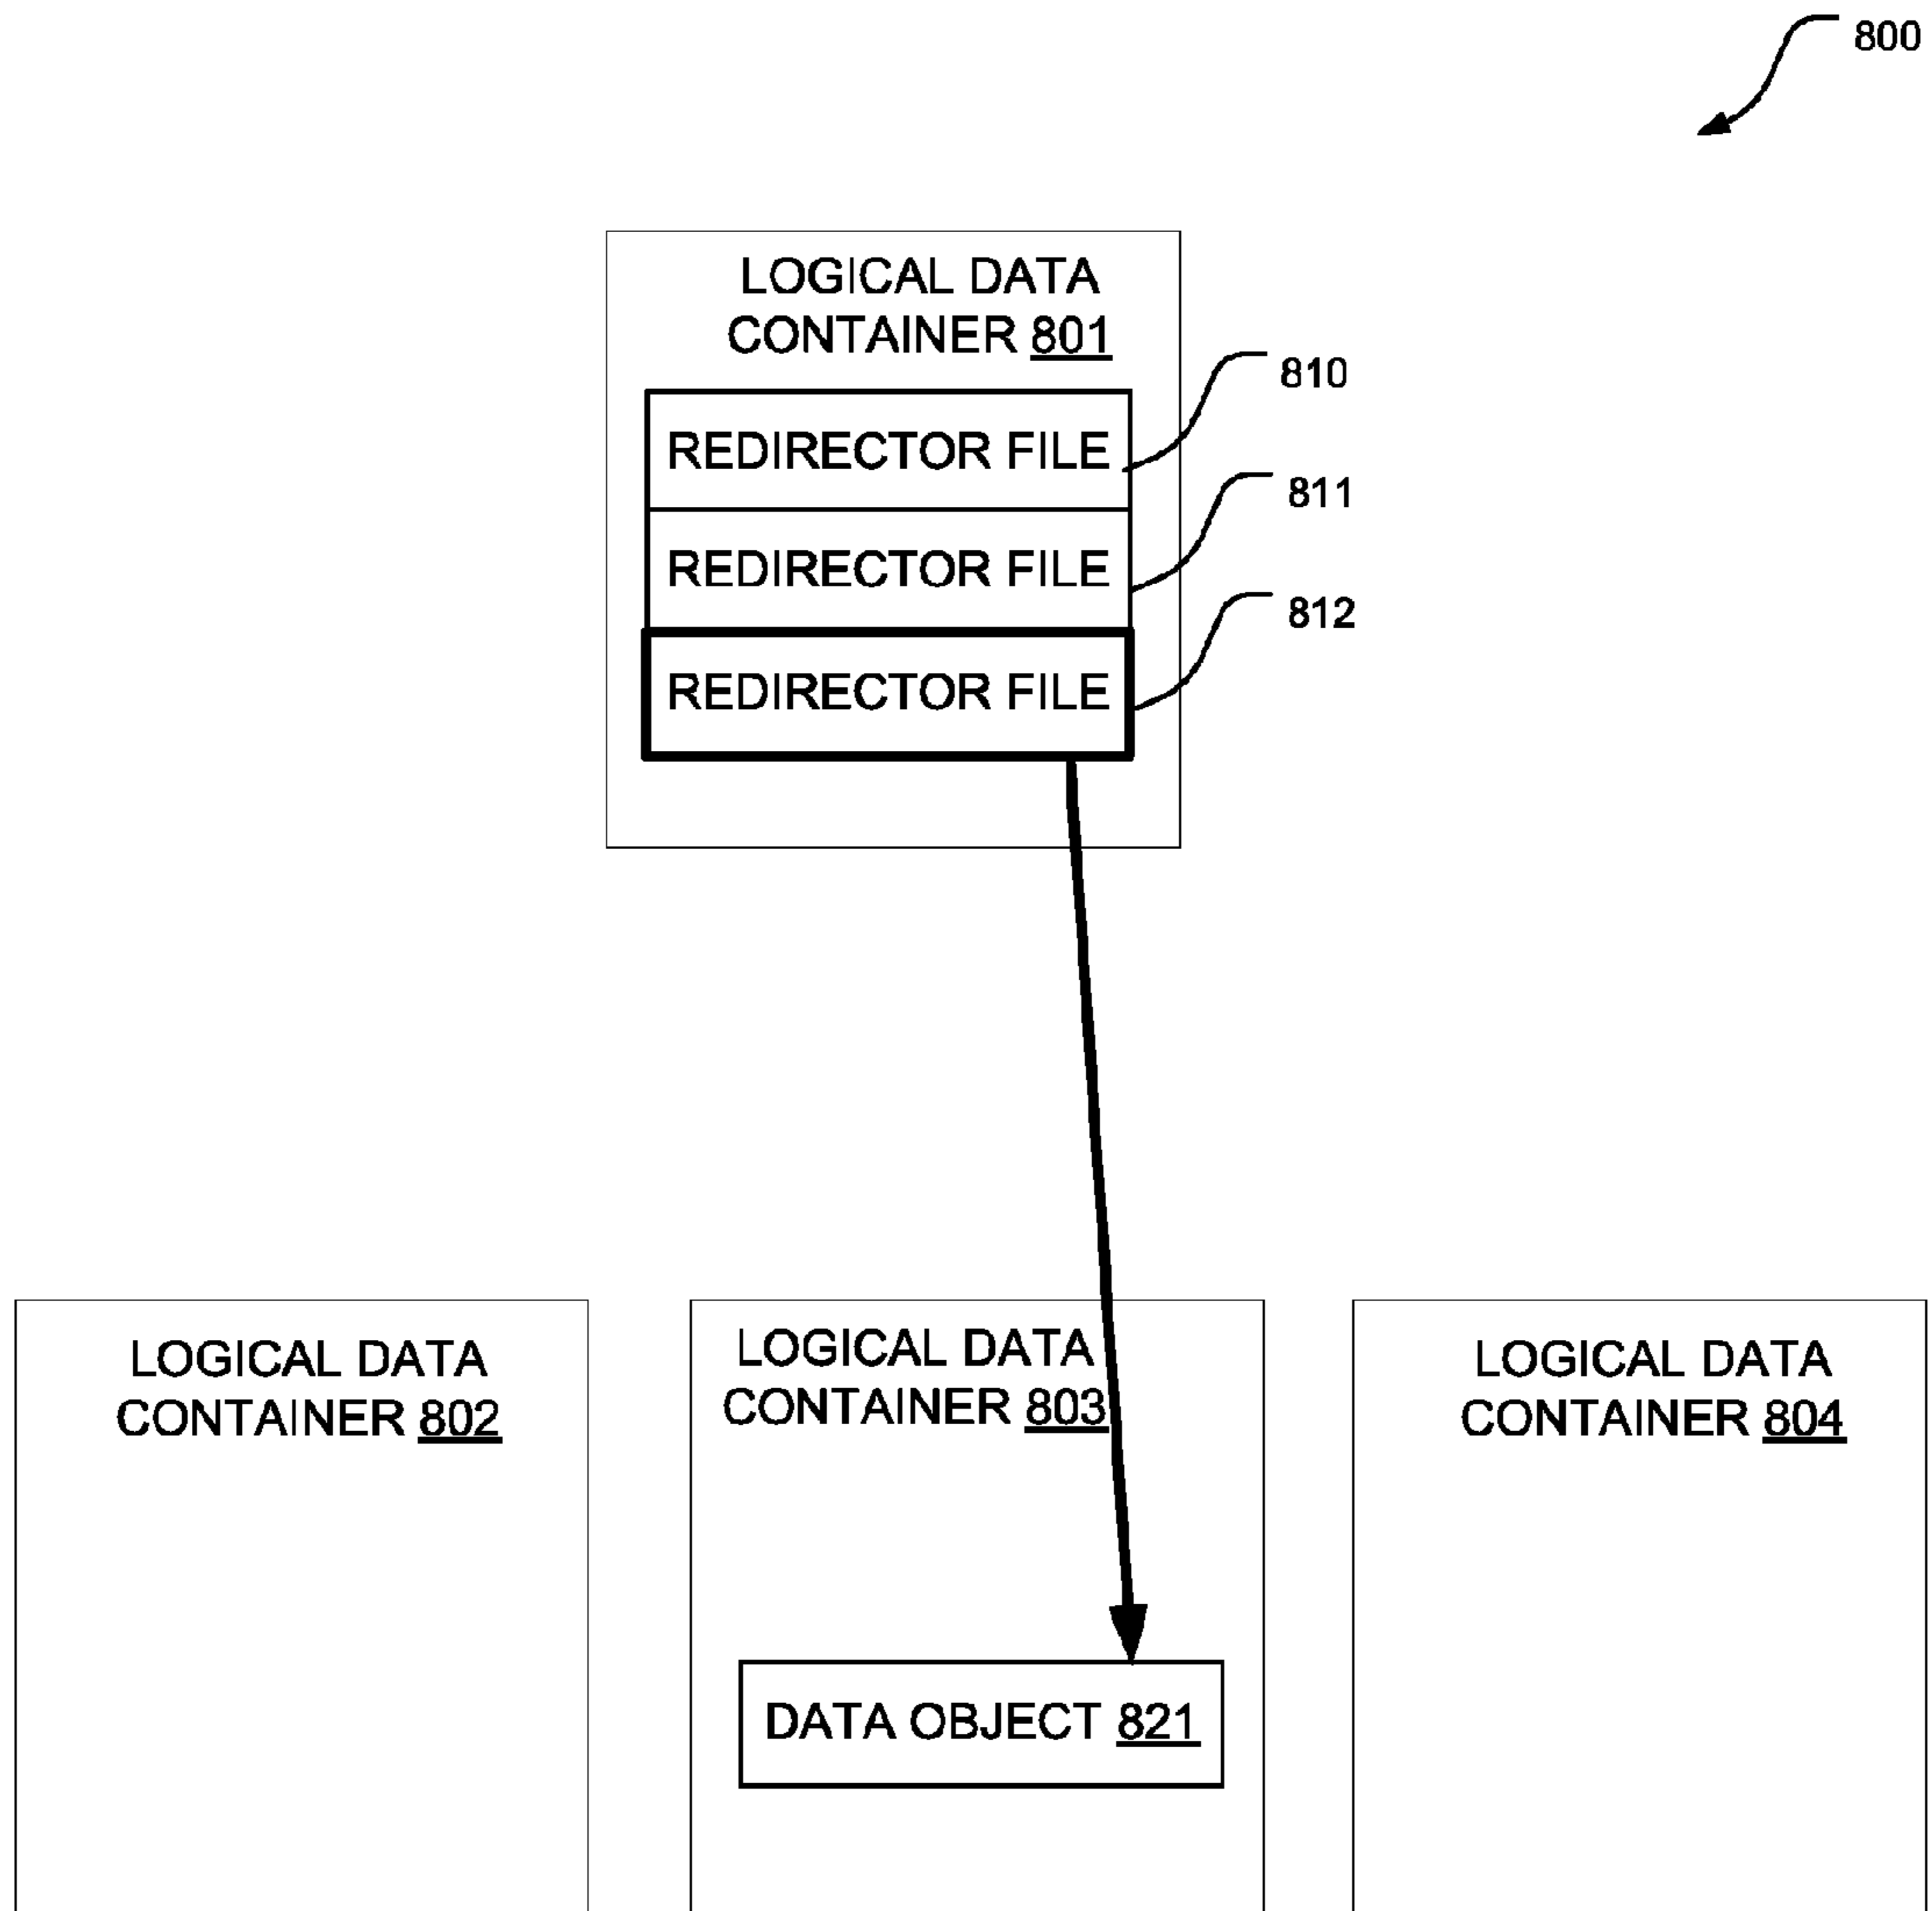 800
LOGICAL DATA
CONTAINER 801
REDIRECTOR FILE
810
REDIRECTOR FILE
811
REDIRECTOR FILE
812
LOGICAL DATA
CONTAINER 802
LOGICAL DATA
CONTAINER 803
DATA OBJECT 821
LOGICAL DATA
CONTAINER 804